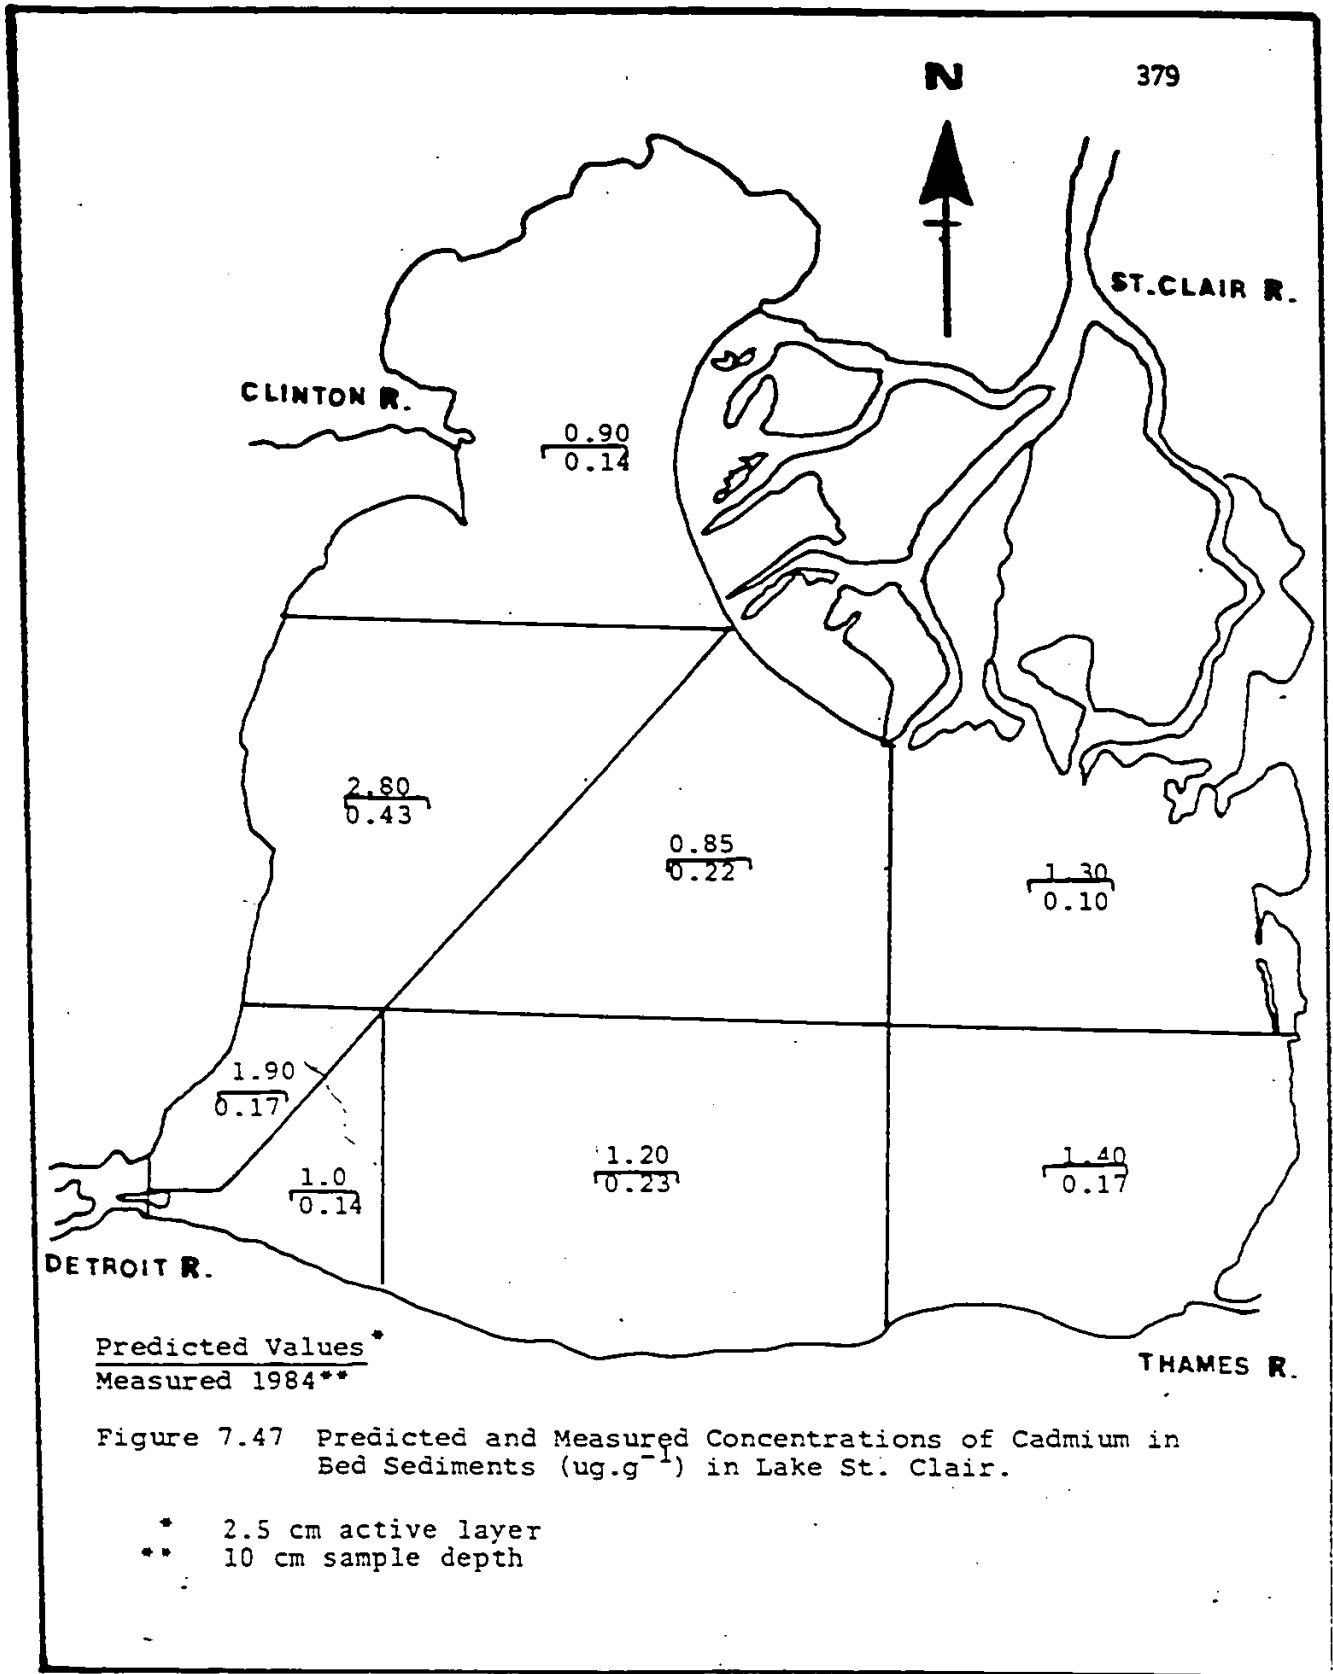 379
N
ST.CLAIR R.
CLINTON R.
0.90
0.14
2.80
0.43
0.85
0.22
1.30
0.10
1.90
0.17
1.0
0.14
1.20
0.23
1.40
0.17
DETROIT R.
THAMES R.
Predicted Values*
Measured 1984**
Figure 7.47 Predicted and Measured Concentrations of Cadmium in
Bed Sediments (ug.g⁻¹) in Lake St. Clair.
* 2.5 cm active layer
** 10 cm sample depth